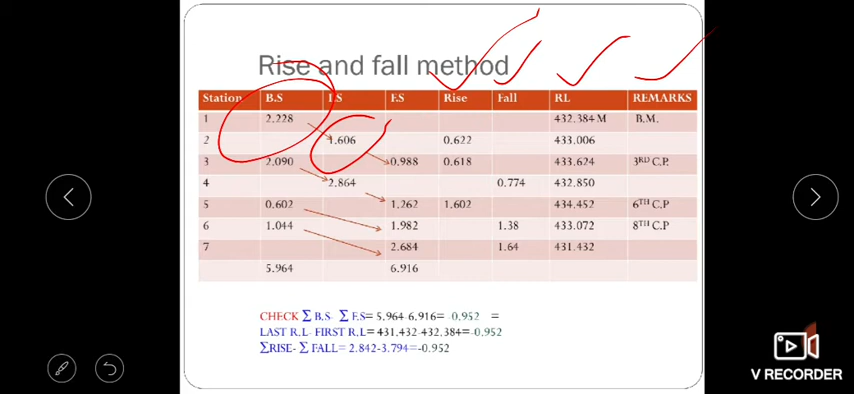 Rise and fall method
Station B.S I.S F.S Rise Fall RL REMARKS
1 2.228 432.384 M B.M.
2 1.606 0.622 433.006
3 2.090 0.988 0.618 433.624 3RD C.P.
4 2.864 0.774 432.850
5 0.602 1.262 1.602 434.452 6TH C.P
6 1.044 1.982 1.38 433.072 8TH C.P
7 2.684 1.64 431.432
5.964 6.916
CHECK Σ B.S- Σ F.S= 5.964-6.916= -0.952 =
LAST R.L- FIRST R.L= 431.432-432.384=-0.952
ΣRISE- Σ FALL= 2.842-3.794=-0.952
V RECORDER